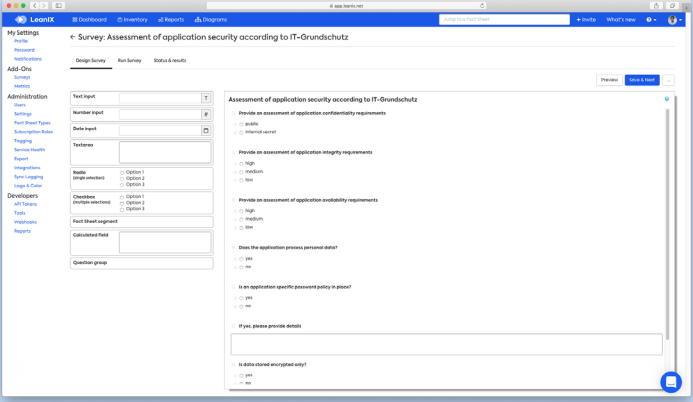 app.leanix.net
LeanIX
Dashboard
Inventory
Reports
Diagrams
Jump to a Fact Sheet
+ Invite
What's new
My Settings
Profile
Password
Notifications
Add-Ons
Surveys
Metrics
Administration
Users
Settings
Fact Sheet Types
Subscription Roles
Tagging
Service Health
Export
Integrations
Sync Logging
Logo & Color
Developers
API Tokens
Tools
Webhooks
Reports
← Survey: Assessment of application security according to IT-Grundschutz
Design Survey
Run Survey
Status & results
Preview
Save & Next
...
Text input
T
Number input
#
Date input
Textarea
Radio
(single selection)
Option 1
Option 2
Option 3
Checkbox
(multiple selections)
Option 1
Option 2
Option 3
Fact Sheet segment
Calculated field
Question group
Assessment of application security according to IT-Grundschutz
Provide an assessment of application confidentiality requirements
public
internal secret
Provide an assessment of application integrity requirements
high
medium
low
Provide an assessment of application availability requirements
high
medium
low
Does the application process personal data?
yes
no
Is an application specific password policy in place?
yes
no
If yes, please provide details
Is data stored encrypted only?
yes
no